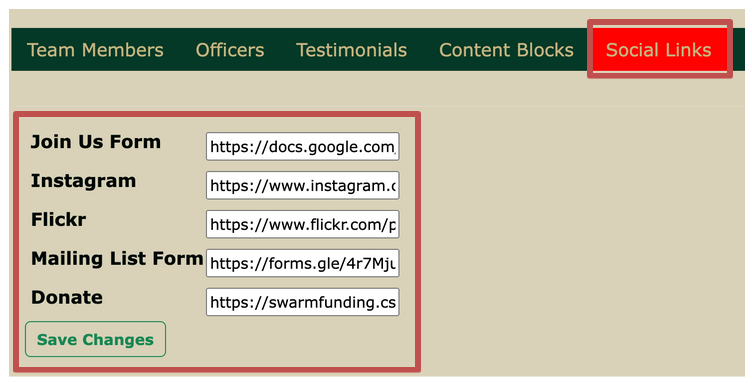 Team Members Officers Testimonials Content Blocks Social Links
Join Us Form https://docs.google.com
Instagram https://www.instagram.c
Flickr https://www.flickr.com/p
Mailing List Form https://forms.gle/4r7Mju
Donate https://swarmfunding.cs
Save Changes